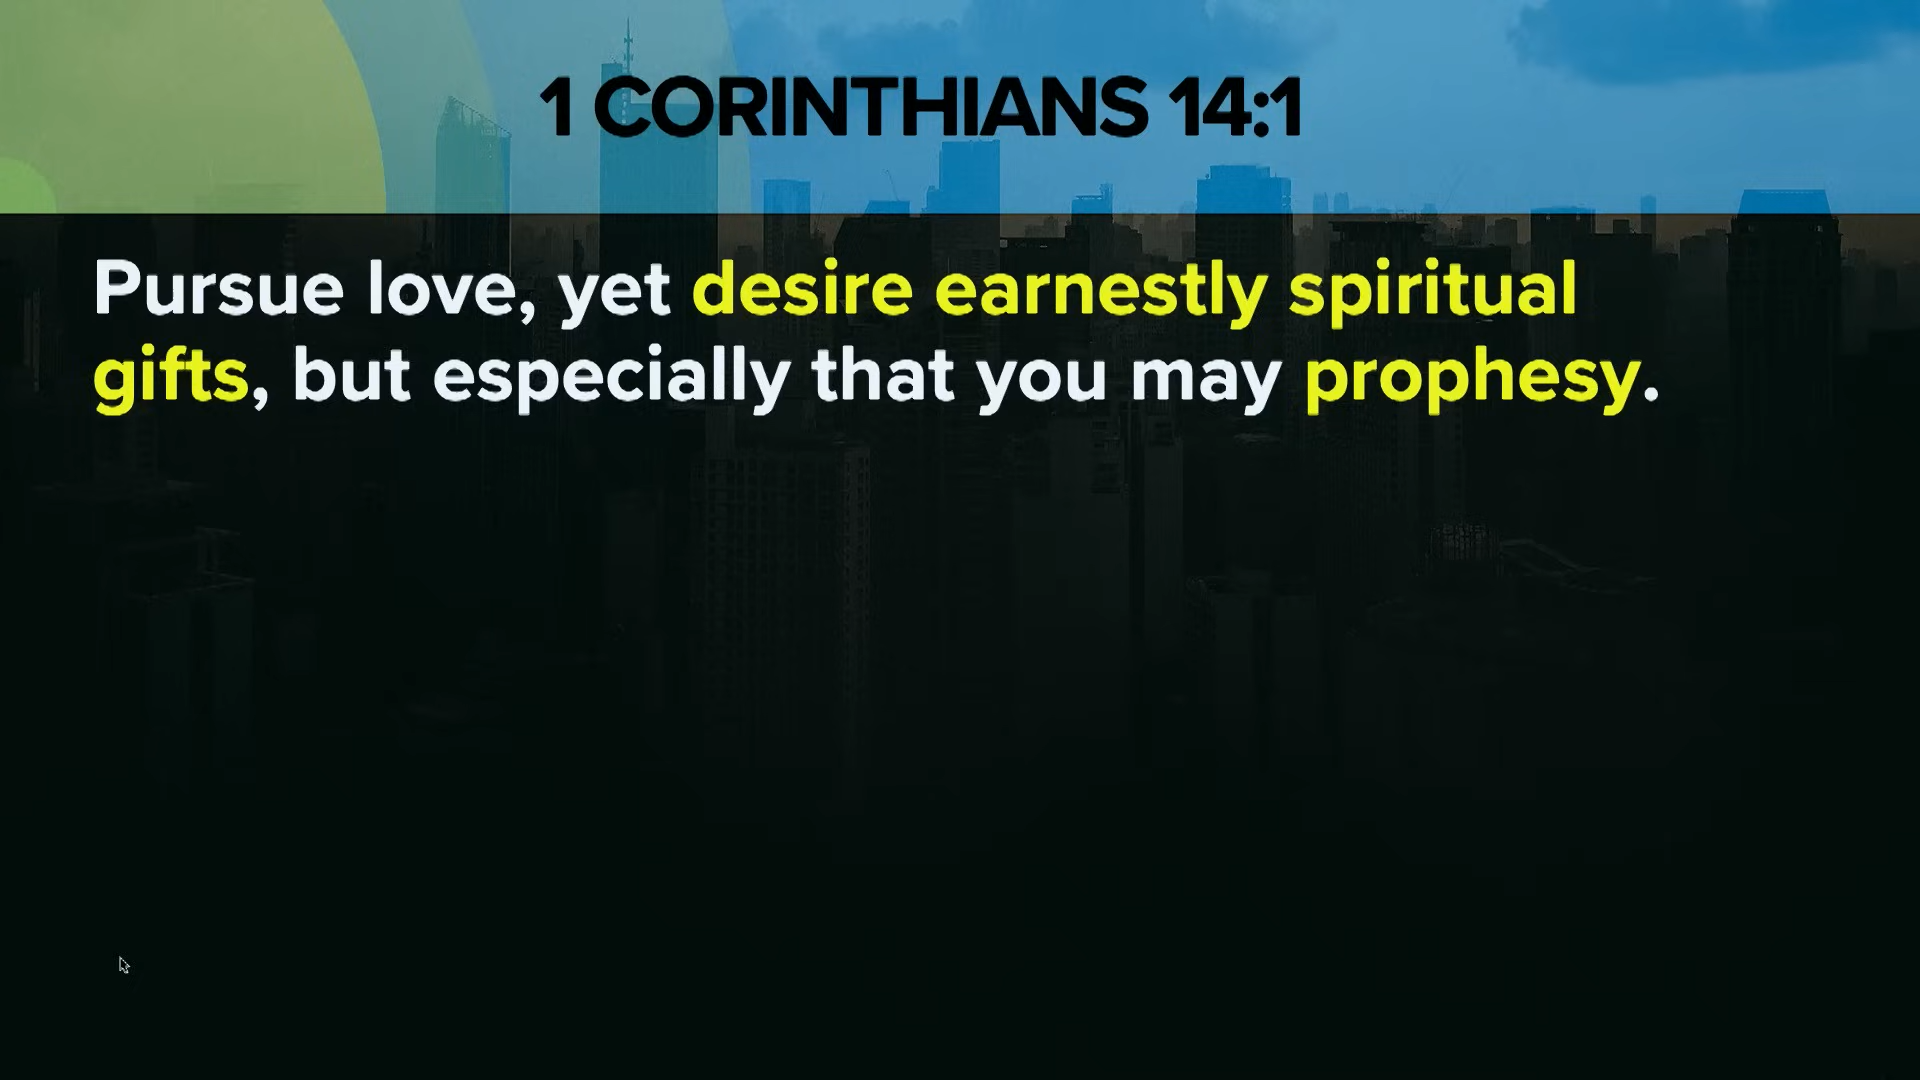 1 CORINTHIANS 14:1
Pursue love, yet desire earnestly spiritual
gifts, but especially that you may prophesy.